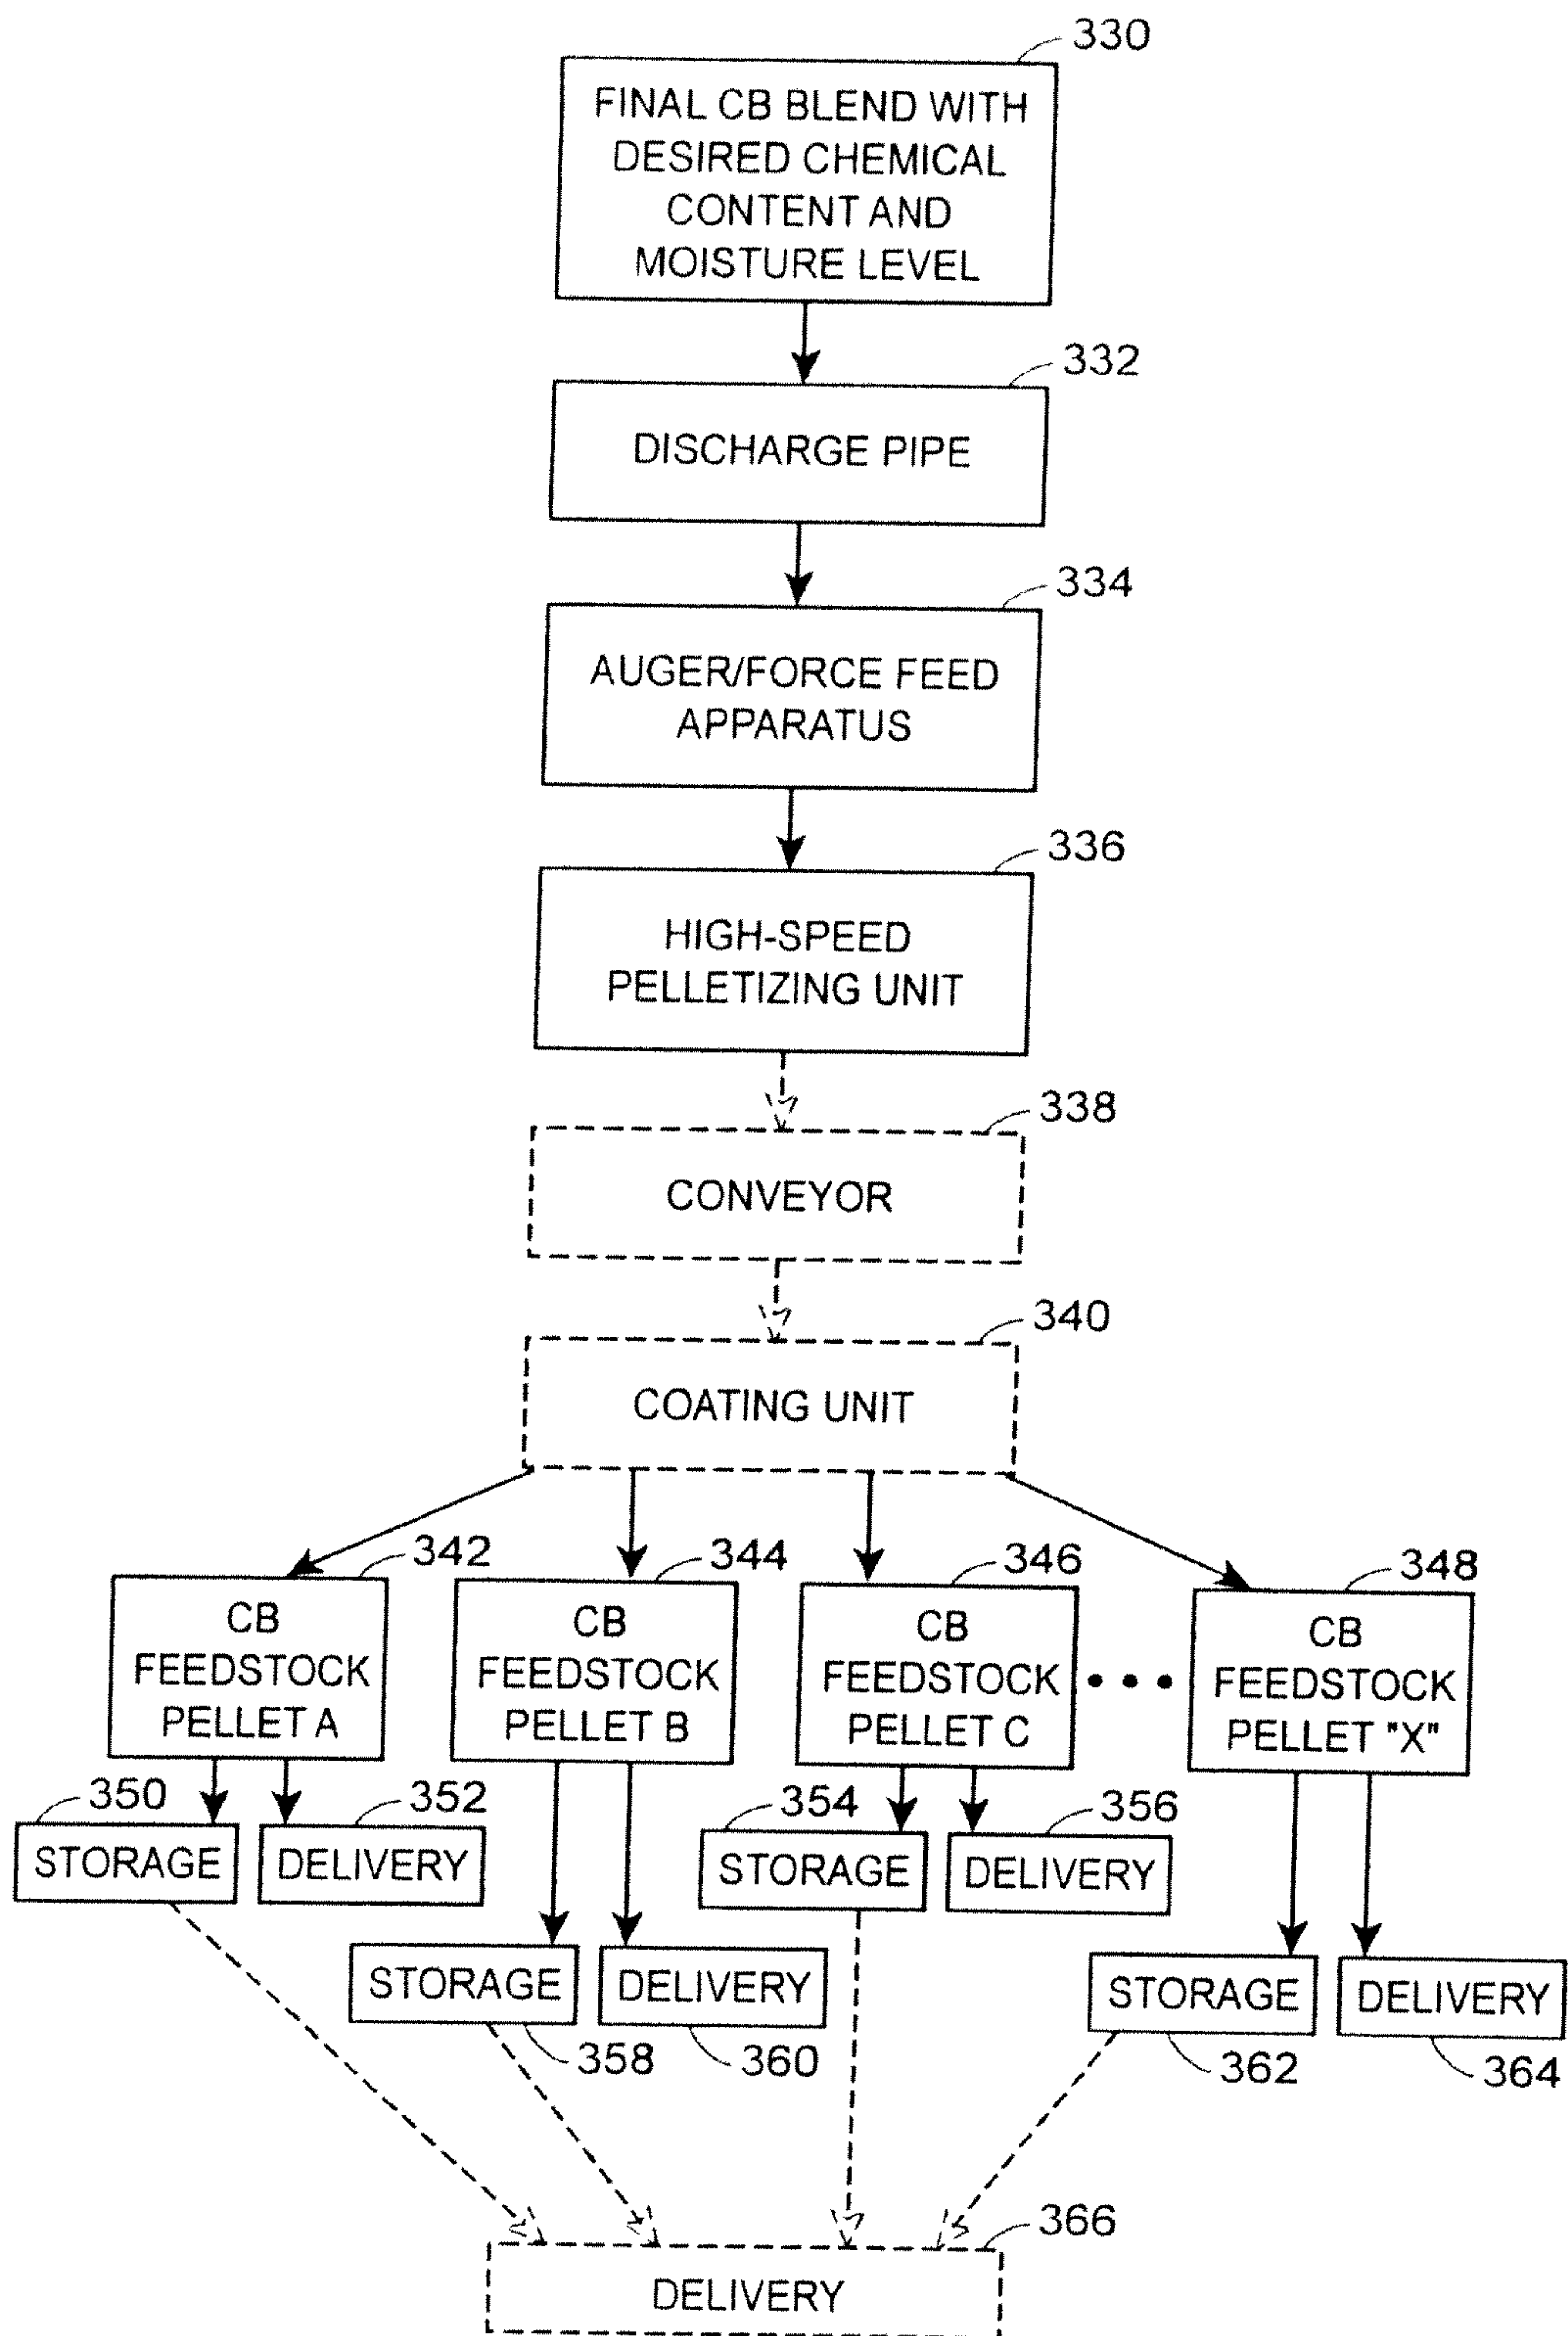 330
FINAL CB BLEND WITH
DESIRED CHEMICAL
CONTENT AND
MOISTURE LEVEL
332
DISCHARGE PIPE
334
AUGER/FORCE FEED
APPARATUS
336
HIGH-SPEED
PELLETIZING UNIT
338
CONVEYOR
340
COATING UNIT
342
CB
FEEDSTOCK
PELLET A
344
CB
FEEDSTOCK
PELLET B
346
CB
FEEDSTOCK
PELLET C
• • •
348
CB
FEEDSTOCK
PELLET "X"
350
STORAGE
352
DELIVERY
354
STORAGE
356
DELIVERY
STORAGE
358
DELIVERY
360
STORAGE
362
DELIVERY
364
366
DELIVERY